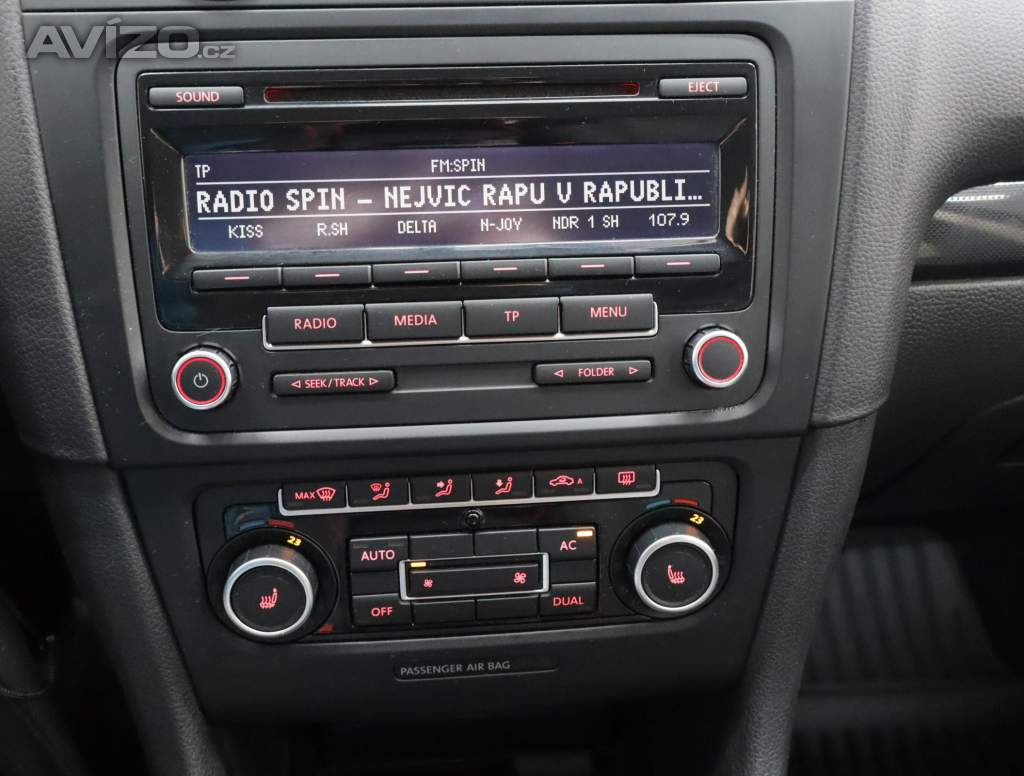 AVÍZO.cz
SOUND
EJECT
TP FM:SPIN
RADIO SPIN - NEJVIC RAPU V RAPUBLI...
KISS R.SH DELTA N-JOY NDR 1 SH 107.9
RADIO MEDIA TP MENU
◁ SEEK/TRACK ▷
◁ FOLDER ▷
MAX A
23 23
AUTO AC
OFF DUAL
PASSENGER AIR BAG